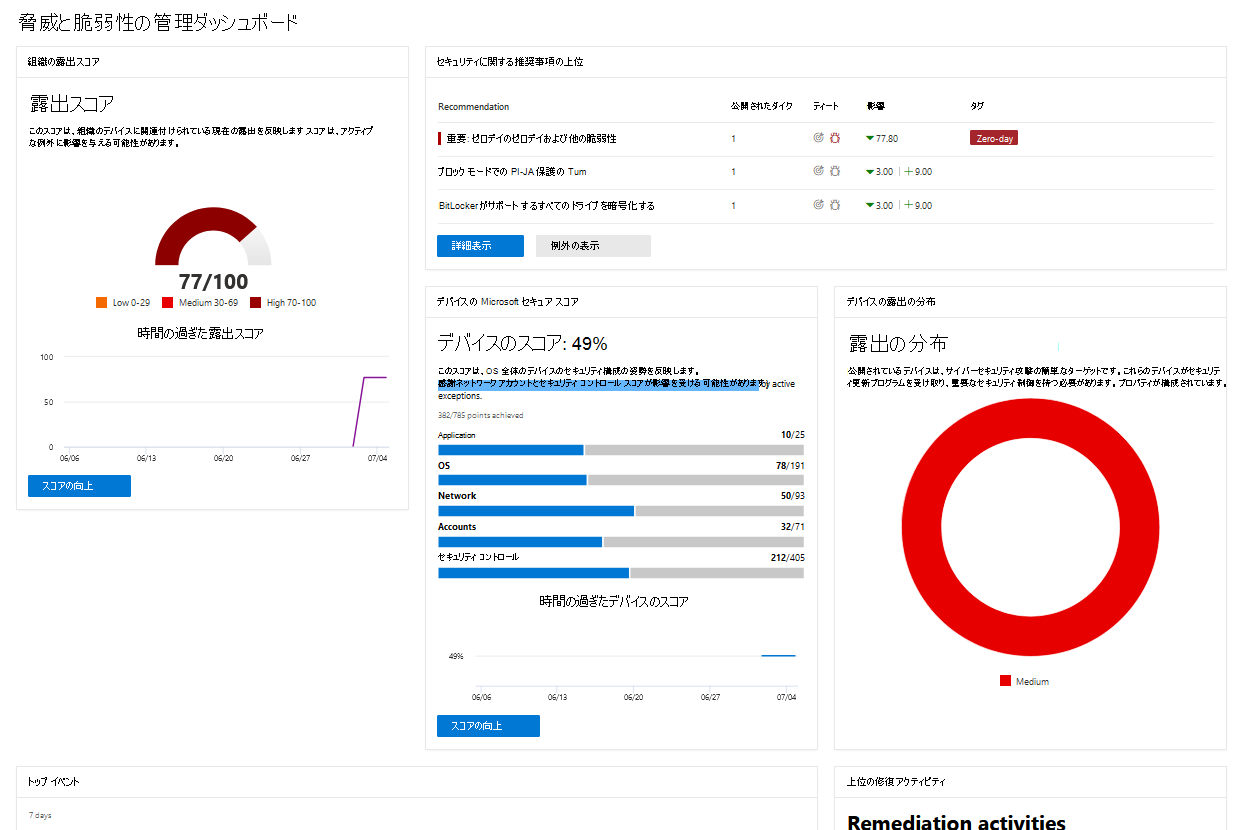 脅威と脆弱性の管理ダッシュボード
組織の露出スコア
露出スコア
このスコアは、組織のデバイスに関連付けられている現在の露出を反映します スコアは、アクティブ
な例外に影響を与える可能性があります。
77/100
Low 0-29 Medium 30-69 High 70-100
時間の過ぎた露出スコア
100
50
0
06/06 06/13 06/20 06/27 07/04
スコアの向上
セキュリティに関する推奨事項の上位
Recommendation 公開されたダイク ティート 影響 タグ
重要: ゼロデイのゼロデイおよび他の脆弱性 1 77.80 Zero-day
ブロック モードでの PI-JA 保護の Tum 1 3.00 | + 9.00
BitLockerがサポートするすべてのドライブを暗号化する 1 3.00 | + 9.00
詳細表示 例外の表示
デバイスの Microsoft セキュア スコア
デバイスのスコア: 49%
このスコアは、OS 全体のデバイスのセキュリティ構成の姿勢を反映します。
感謝ネットワーク アカウントとセキュリティ コントロール スコアが影響を受ける可能性があります by active
exceptions.
382/785 points achieved
Application 10/25
OS 78/191
Network 50/93
Accounts 32/71
セキュリティ コントロール 212/405
時間の過ぎたデバイスのスコア
49%
06/06 06/13 06/20 06/27 07/04
スコアの向上
デバイスの露出の分布
露出の分布
公開されているデバイスは、サイバーセキュリティ攻撃の簡単なターゲットです。これらのデバイスがセキュリテ
ィ更新プログラムを受け取り、重要なセキュリティ制御を持つ必要があります。プロパティが構成されています。
Medium
トップ イベント
7 days
上位の修復アクティビティ
Remediation activities